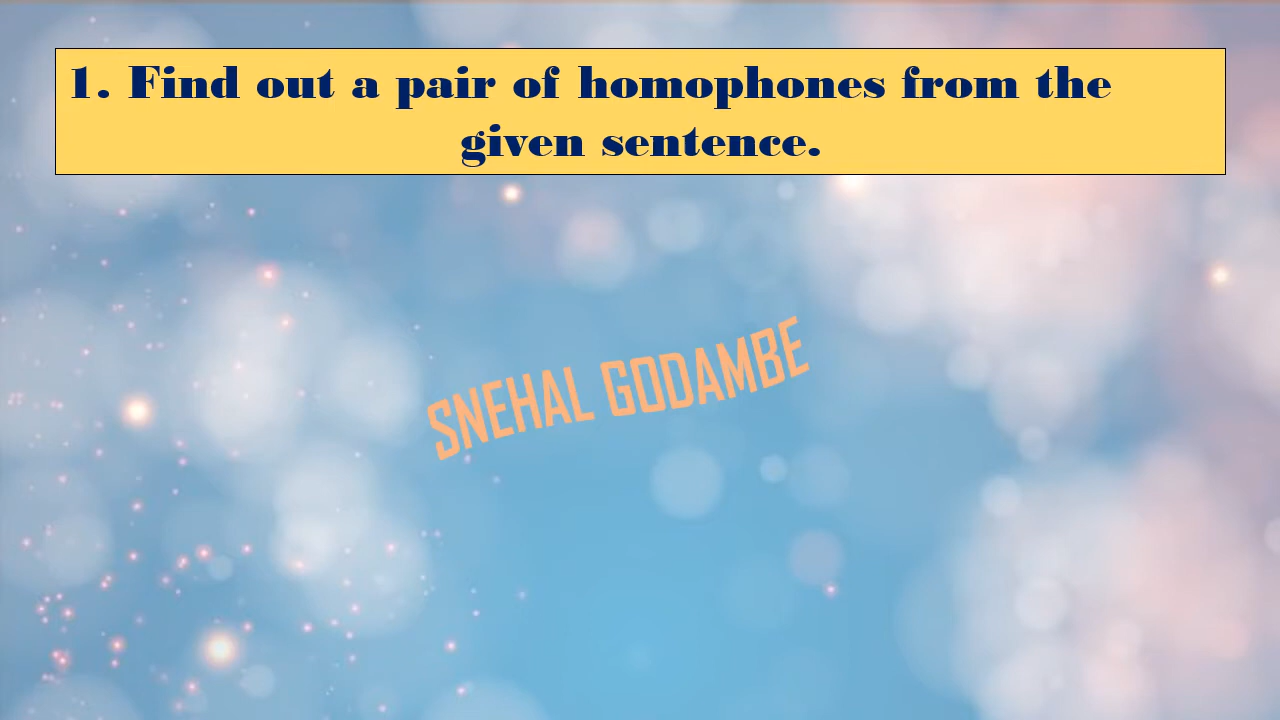 1. Find out a pair of homophones from the
given sentence.
SNEHAL GODAMBE